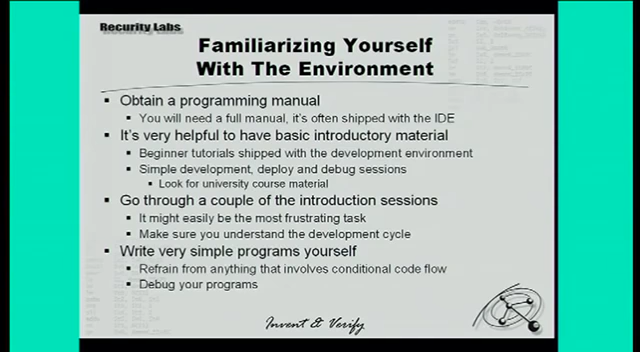 Recurity Labs
Familiarizing Yourself
With The Environment
Obtain a programming manual
You will need a full manual, it's often shipped with the IDE
It's very helpful to have basic introductory material
Beginner tutorials shipped with the development environment
Simple development, deploy and debug sessions
Look for university course material
Go through a couple of the introduction sessions
It might easily be the most frustrating task
Make sure you understand the development cycle
Write very simple programs yourself
Refrain from anything that involves conditional code flow
Debug your programs
Invent & Verify